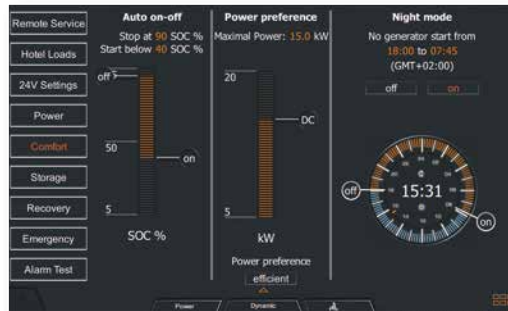 Remote Service
Hotel Loads
24V Settings
Power
Comfort
Storage
Recovery
Emergency
Alarm Test
Auto on-off
Stop at 90 SOC %
Start below 40 SOC %
off
50
on
5
SOC %
Power preference
Maximal Power: 15.0 kW
20
DC
5
kW
Power preference
efficient
Night mode
No generator start from
18:00 to 07:45
(GMT+02:00)
off on
off
15:31
on
Power Dynamic